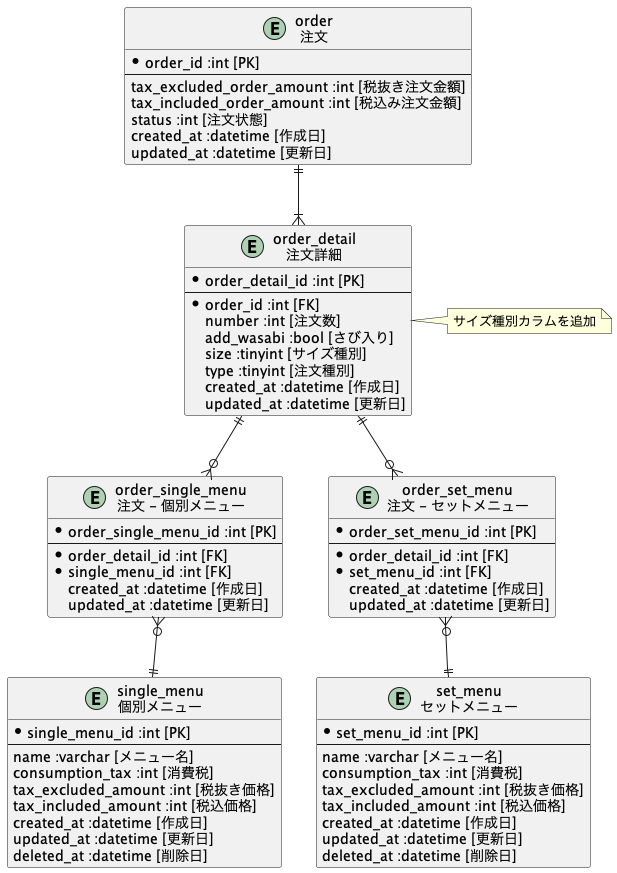 E order
注文
order_id :int [PK]
tax_excluded_order_amount :int [税抜き注文金額]
tax_included_order_amount :int [税込み注文金額]
status :int [注文状態]
created_at :datetime [作成日]
updated_at :datetime [更新日]
E order_detail
注文詳細
order_detail_id :int [PK]
order_id :int [FK]
number :int [注文数]
add_wasabi :bool [さび入り]
size :tinyint [サイズ種別]
type :tinyint [注文種別]
created_at :datetime [作成日]
updated_at :datetime [更新日]
サイズ種別カラムを追加
E order_single_menu
注文 – 個別メニュー
order_single_menu_id :int [PK]
order_detail_id :int [FK]
single_menu_id :int [FK]
created_at :datetime [作成日]
updated_at :datetime [更新日]
E order_set_menu
注文 – セットメニュー
order_set_menu_id :int [PK]
order_detail_id :int [FK]
set_menu_id :int [FK]
created_at :datetime [作成日]
updated_at :datetime [更新日]
E single_menu
個別メニュー
single_menu_id :int [PK]
name :varchar [メニュー名]
consumption_tax :int [消費税]
tax_excluded_amount :int [税抜き価格]
tax_included_amount :int [税込価格]
created_at :datetime [作成日]
updated_at :datetime [更新日]
deleted_at :datetime [削除日]
E set_menu
セットメニュー
set_menu_id :int [PK]
name :varchar [メニュー名]
consumption_tax :int [消費税]
tax_excluded_amount :int [税抜き価格]
tax_included_amount :int [税込価格]
created_at :datetime [作成日]
updated_at :datetime [更新日]
deleted_at :datetime [削除日]